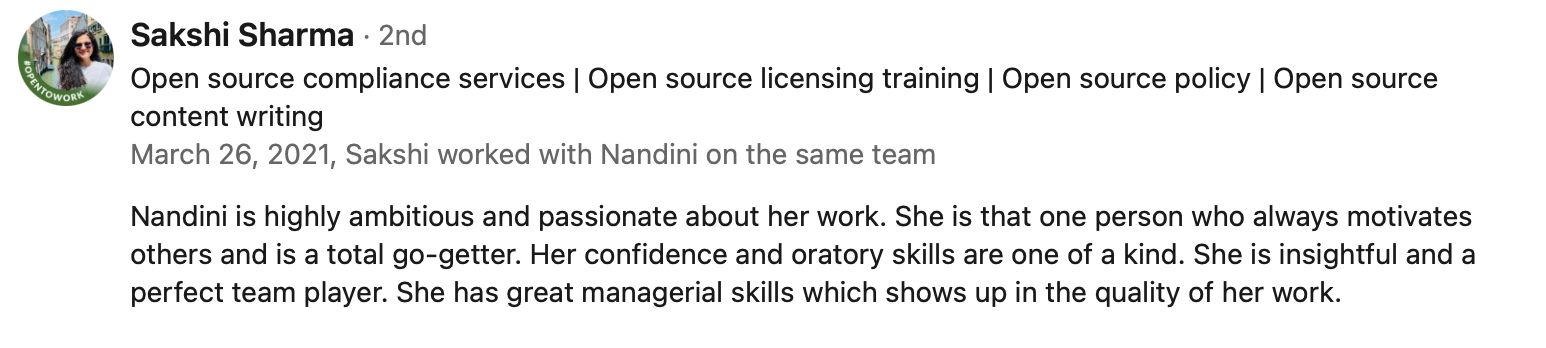 Sakshi Sharma · 2nd
Open source compliance services | Open source licensing training | Open source policy | Open source
content writing
March 26, 2021, Sakshi worked with Nandini on the same team
Nandini is highly ambitious and passionate about her work. She is that one person who always motivates
others and is a total go-getter. Her confidence and oratory skills are one of a kind. She is insightful and a
perfect team player. She has great managerial skills which shows up in the quality of her work.
#OPENTOWORK